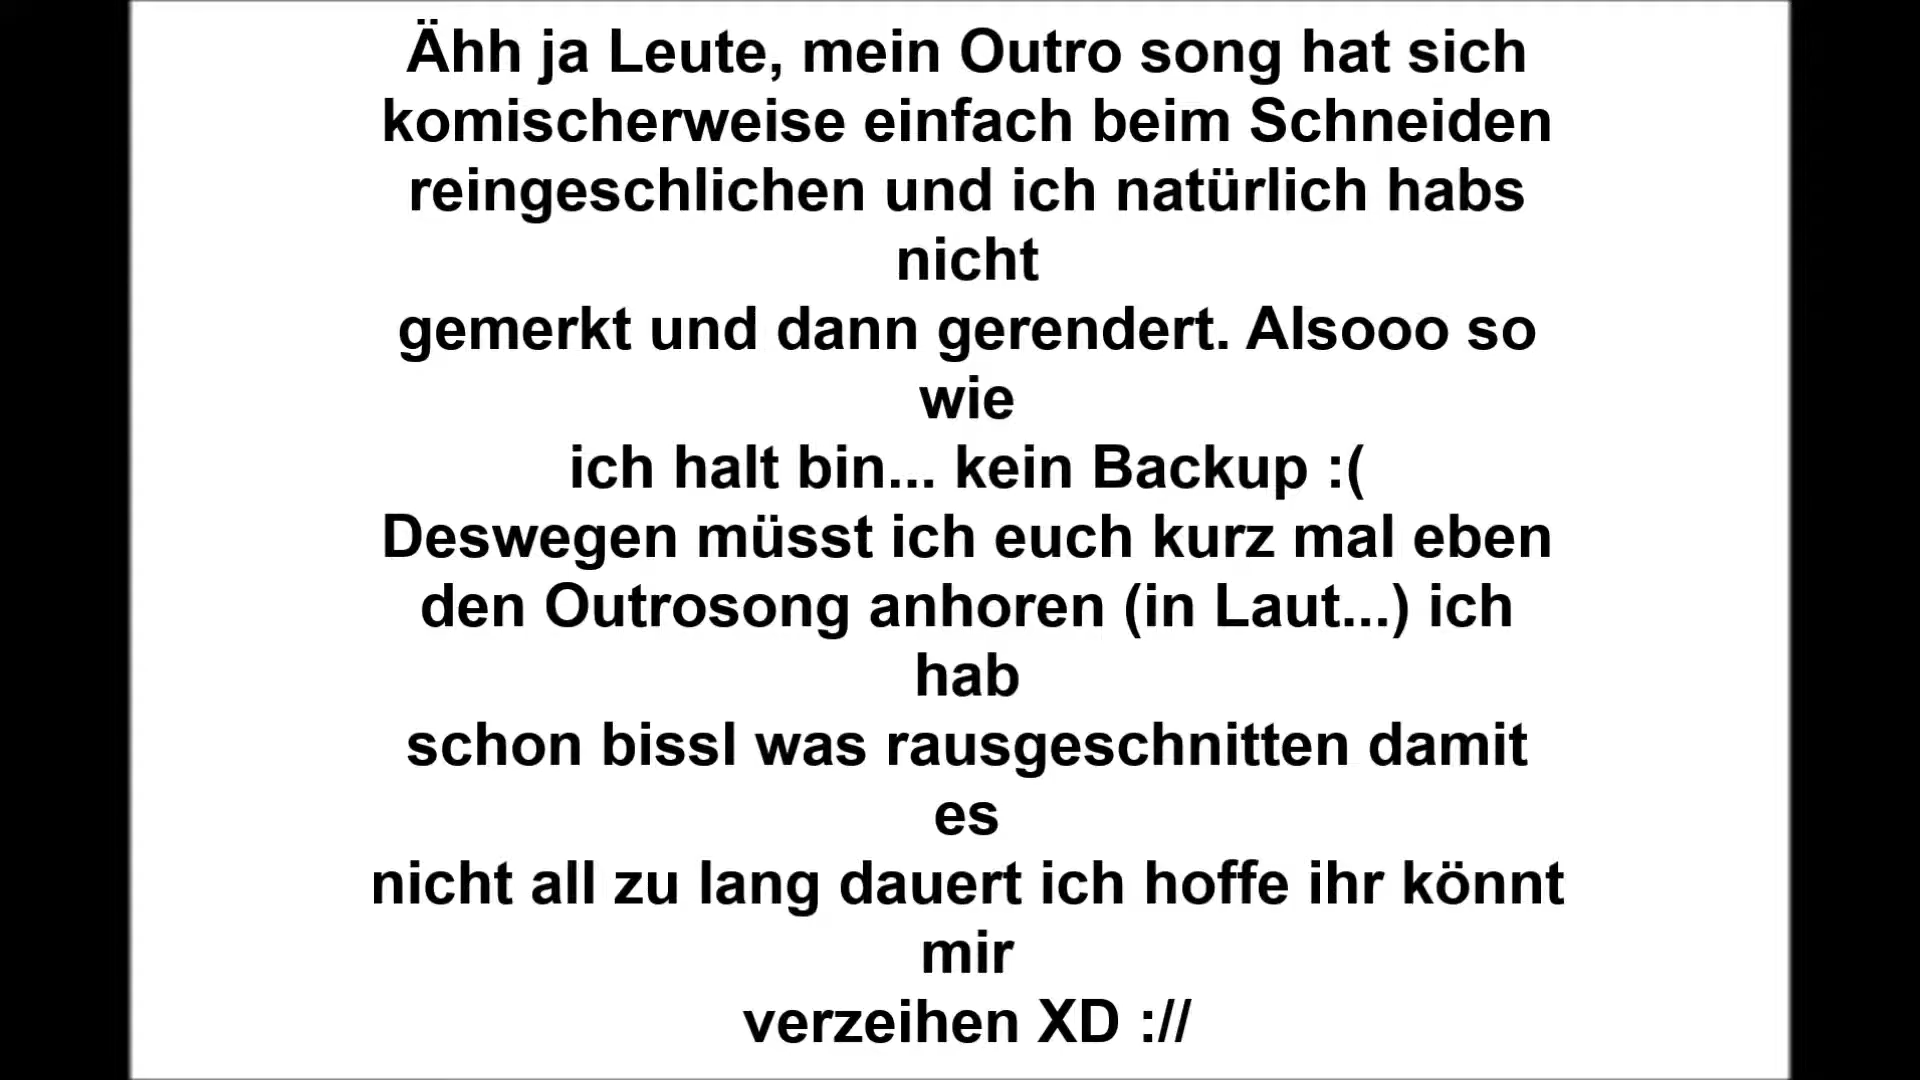 Ähh ja Leute, mein Outro song hat sich
komischerweise einfach beim Schneiden
reingeschlichen und ich natürlich habs
nicht
gemerkt und dann gerendert. Alsooo so
wie
ich halt bin... kein Backup :(
Deswegen müsst ich euch kurz mal eben
den Outrosong anhoren (in Laut...) ich
hab
schon bissl was rausgeschnitten damit
es
nicht all zu lang dauert ich hoffe ihr könnt
mir
verzeihen XD ://